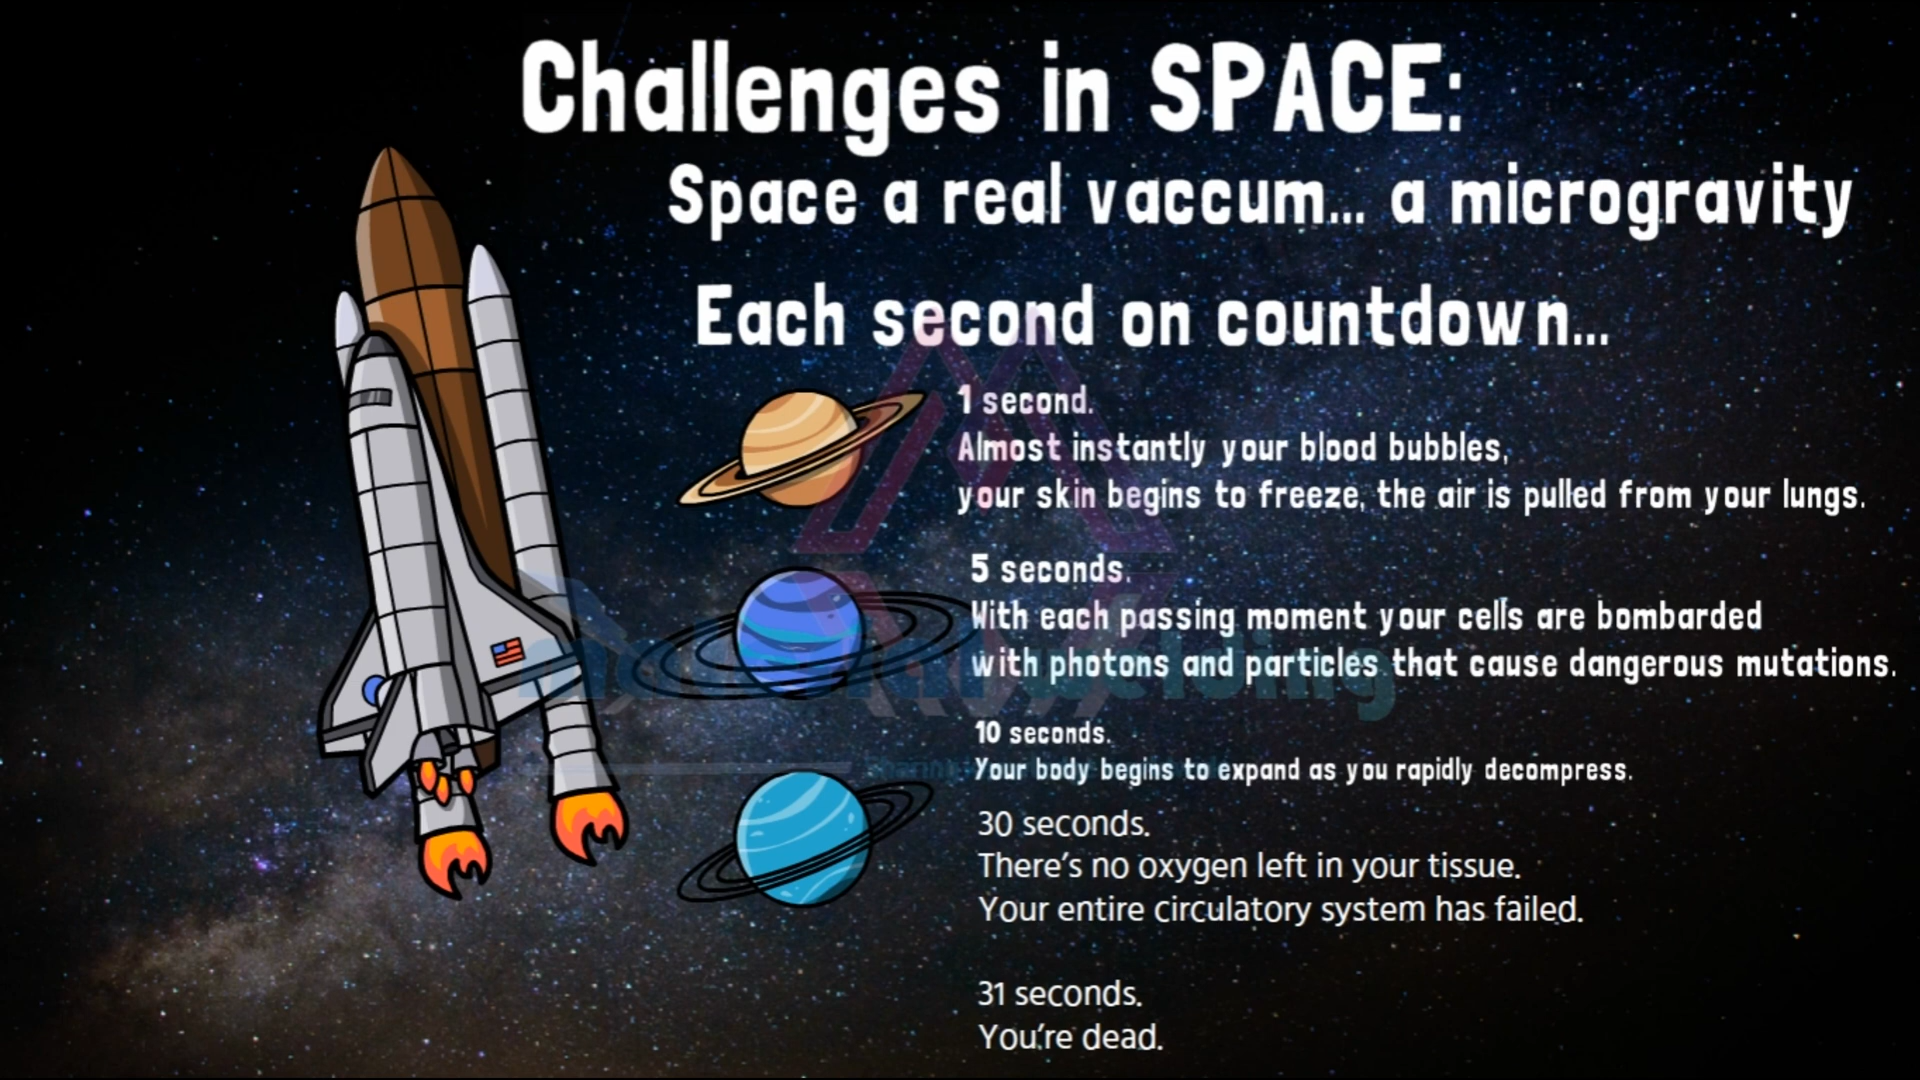 Challenges in SPACE:
Space a real vaccum... a microgravity
Each second on countdown...
1 second.
Almost instantly your blood bubbles,
your skin begins to freeze, the air is pulled from your lungs.
5 seconds.
With each passing moment your cells are bombarded
with photons and particles that cause dangerous mutations.
10 seconds.
Your body begins to expand as you rapidly decompress.
30 seconds.
There's no oxygen left in your tissue.
Your entire circulatory system has failed.
31 seconds.
You're dead.
welding